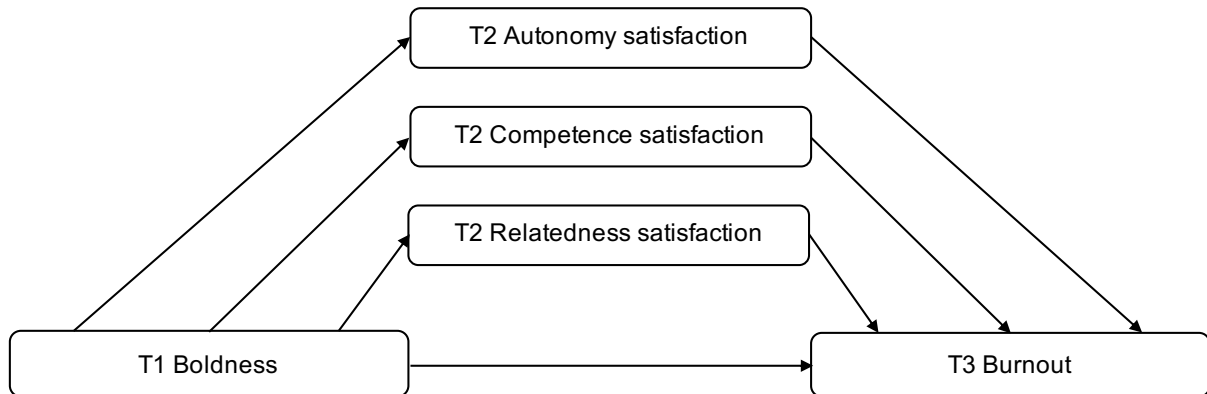 T2 Autonomy satisfaction
T2 Competence satisfaction
T2 Relatedness satisfaction
T1 Boldness
T3 Burnout